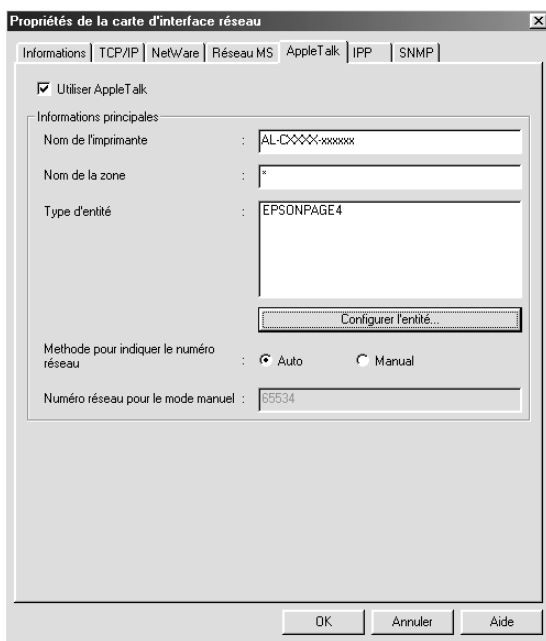 Propriétés de la carte d'interface réseau
Informations TCP/IP NetWare Réseau MS AppleTalk IPP SNMP
Utiliser AppleTalk
Informations principales
Nom de l'imprimante : AL-CXXXX-xxxxxx
Nom de la zone : *
Type d'entité : EPSONPAGE4
Configurer l'entité...
Methode pour indiquer le numéro
réseau : Auto Manual
Numéro réseau pour le mode manuel : 65534
OK Annuler Aide